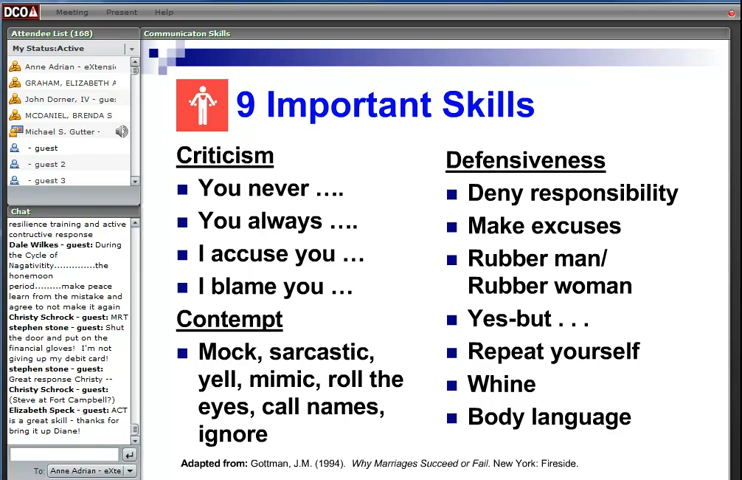 DCO
Meeting Present Help
Attendee List (168)
My Status:Active
Anne Adrian - eXtensi
GRAHAM, ELIZABETH A
John Dorner, IV - gue
MCDANIEL, BRENDA S
Michael S. Gutter -
- guest
- guest 2
- guest 3
Chat
resilience training and active
contructive response
Dale Wilkes - guest: During
the Cycle of
Nagativitity..............the
honemoon
period.........make peace
learn from the mistake and
agree to not make it again
Christy Schrock - guest: MRT
stephen stone - guest: Shut
the door and put on the
financial gloves! I'm not
giving up my debit card!
stephen stone - guest:
Great response Christy --
Christy Schrock - guest:
(Steve at Fort Campbell?)
Elizabeth Speck - guest: ACT
is a great skill - thanks for
bring it up Diane!
To: Anne Adrian - eXte
Communicaton Skills
9 Important Skills
Criticism
You never ….
You always ….
I accuse you …
I blame you …
Contempt
Mock, sarcastic,
yell, mimic, roll the
eyes, call names,
ignore
Defensiveness
Deny responsibility
Make excuses
Rubber man/
Rubber woman
Yes-but . . .
Repeat yourself
Whine
Body language
Adapted from: Gottman, J.M. (1994). Why Marriages Succeed or Fail. New York: Fireside.